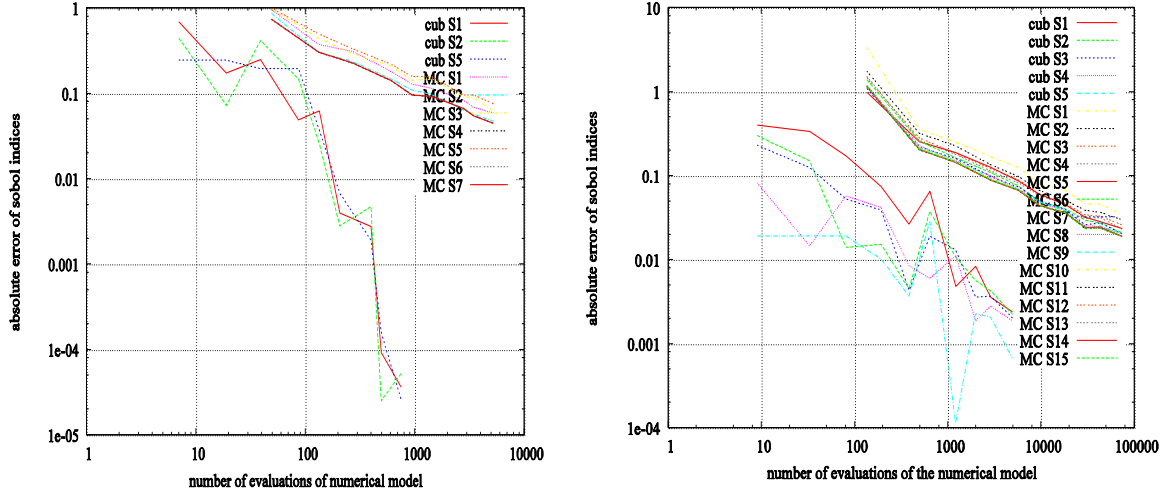 1
0.1
0.01
0.001
1e-04
1e-05
1
10
100
1000
10000
absolute error of sobol indices
number of evaluations of numerical model
cub S1
cub S2
cub S5
MC S1
MC S2
MC S3
MC S4
MC S5
MC S6
MC S7
10
1
0.1
0.01
0.001
1e-04
1
10
100
1000
10000
100000
absolute error of sobol indices
number of evaluations of the numerical model
cub S1
cub S2
cub S3
cub S4
cub S5
MC S1
MC S2
MC S3
MC S4
MC S5
MC S6
MC S7
MC S8
MC S9
MC S10
MC S11
MC S12
MC S13
MC S14
MC S15